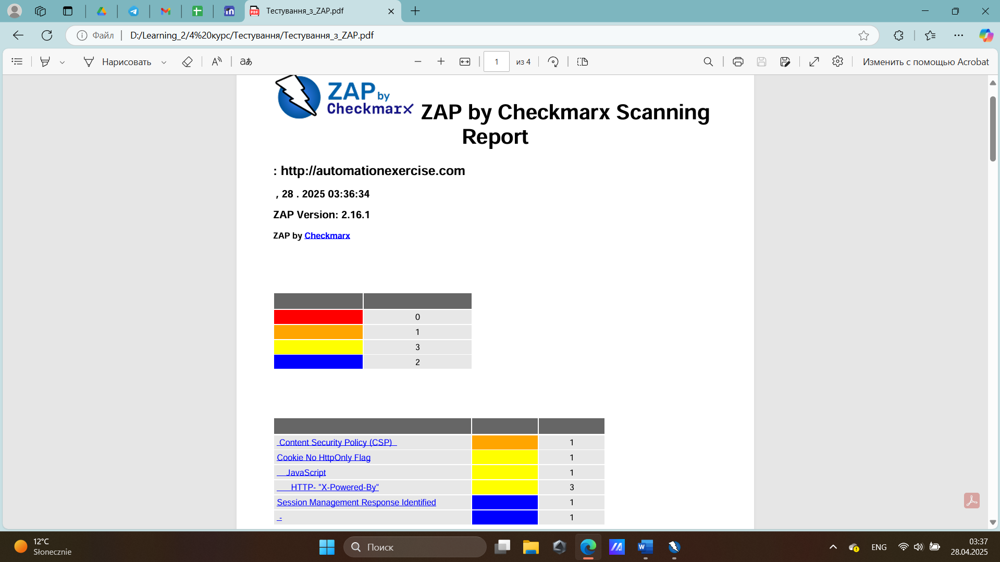 Тестування_з_ZAP.pdf
Файл D:/Learning_2/4%20курс/Тестування/Тестування_з_ZAP.pdf
Нарисовать
1 из 4
Изменить с помощью Acrobat
ZAP by Checkmarx
ZAP by Checkmarx Scanning Report
: http://automationexercise.com
, 28 . 2025 03:36:34
ZAP Version: 2.16.1
ZAP by Checkmarx
0
1
3
2
Content Security Policy (CSP) 1
Cookie No HttpOnly Flag 1
JavaScript 1
HTTP- "X-Powered-By" 3
Session Management Response Identified 1
- 1
12°C
Słonecznie
Поиск
ENG
03:37
28.04.2025